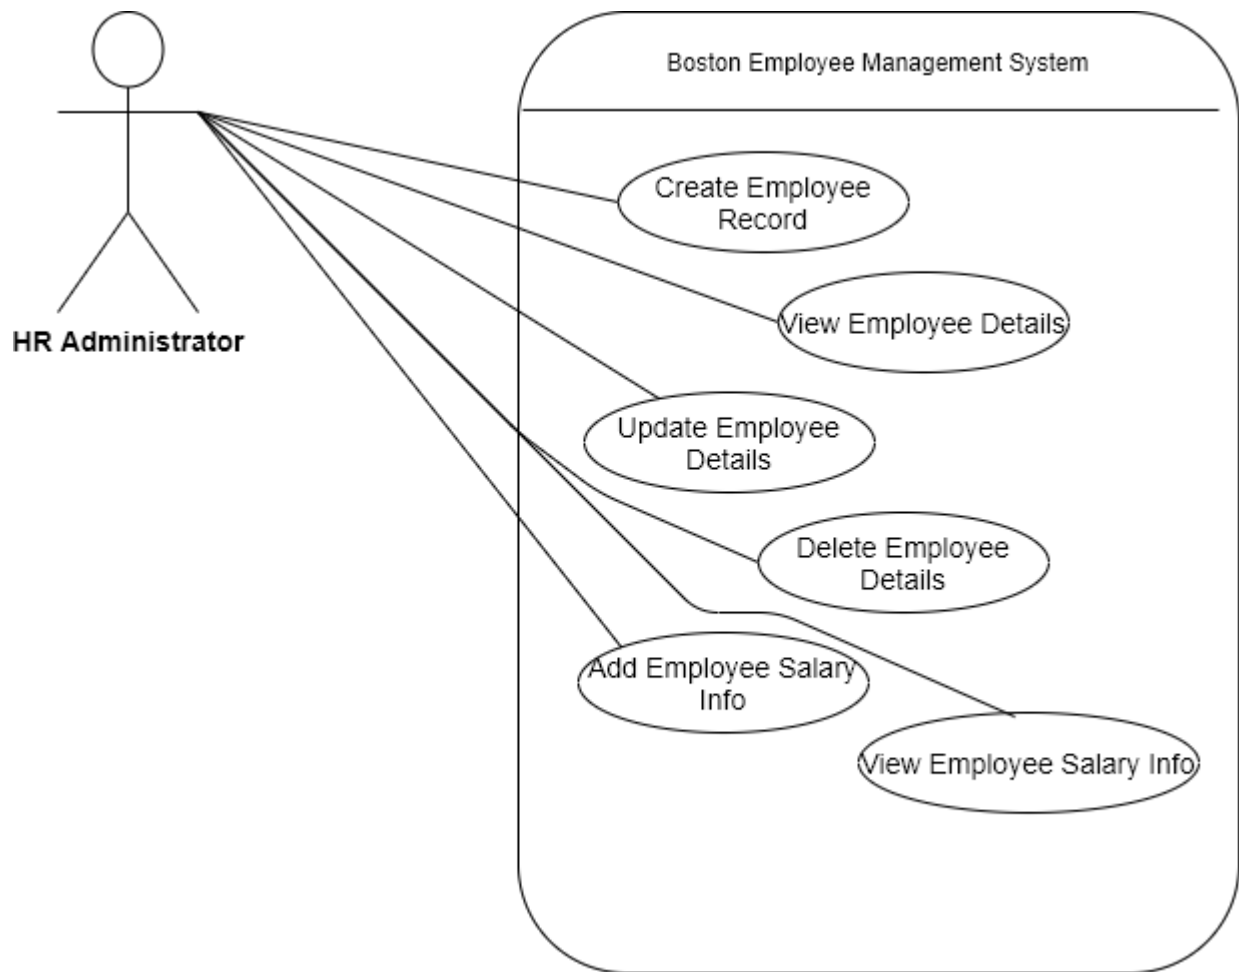 Boston Employee Management System
Create Employee
Record
View Employee Details
HR Administrator
Update Employee
Details
Delete Employee
Details
Add Employee Salary
Info
View Employee Salary Info